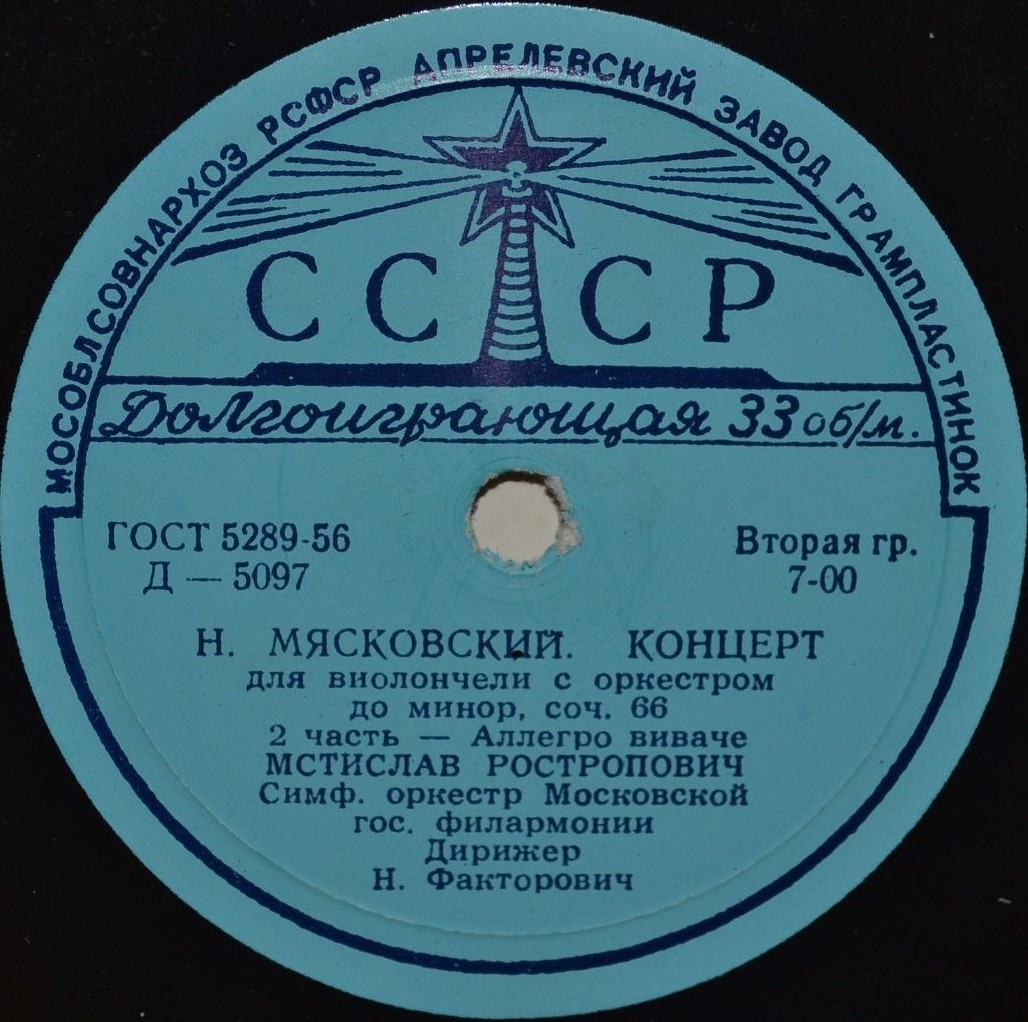 МОСОБЛСОВНАРХОЗ РСФСР АПРЕЛЕВСКИЙ ЗАВОД ГРАМПЛАСТИНОК
СССР
Долгоиграющая 33 об/м.
ГОСТ 5289-56
Д — 5097
Вторая гр.
7-00
Н. МЯСКОВСКИЙ. КОНЦЕРТ
для виолончели с оркестром
до минор, соч. 66
2 часть — Аллегро виваче
МСТИСЛАВ РОСТРОПОВИЧ
Симф. оркестр Московской
гос. филармонии
Дирижер
Н. Факторович